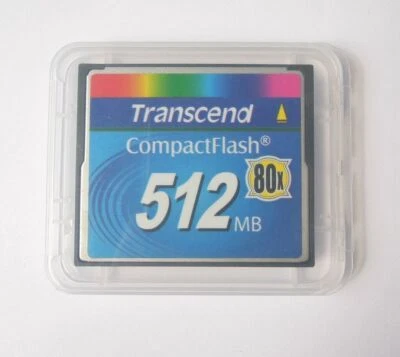 Transcend
CompactFlash®
80x
512 MB